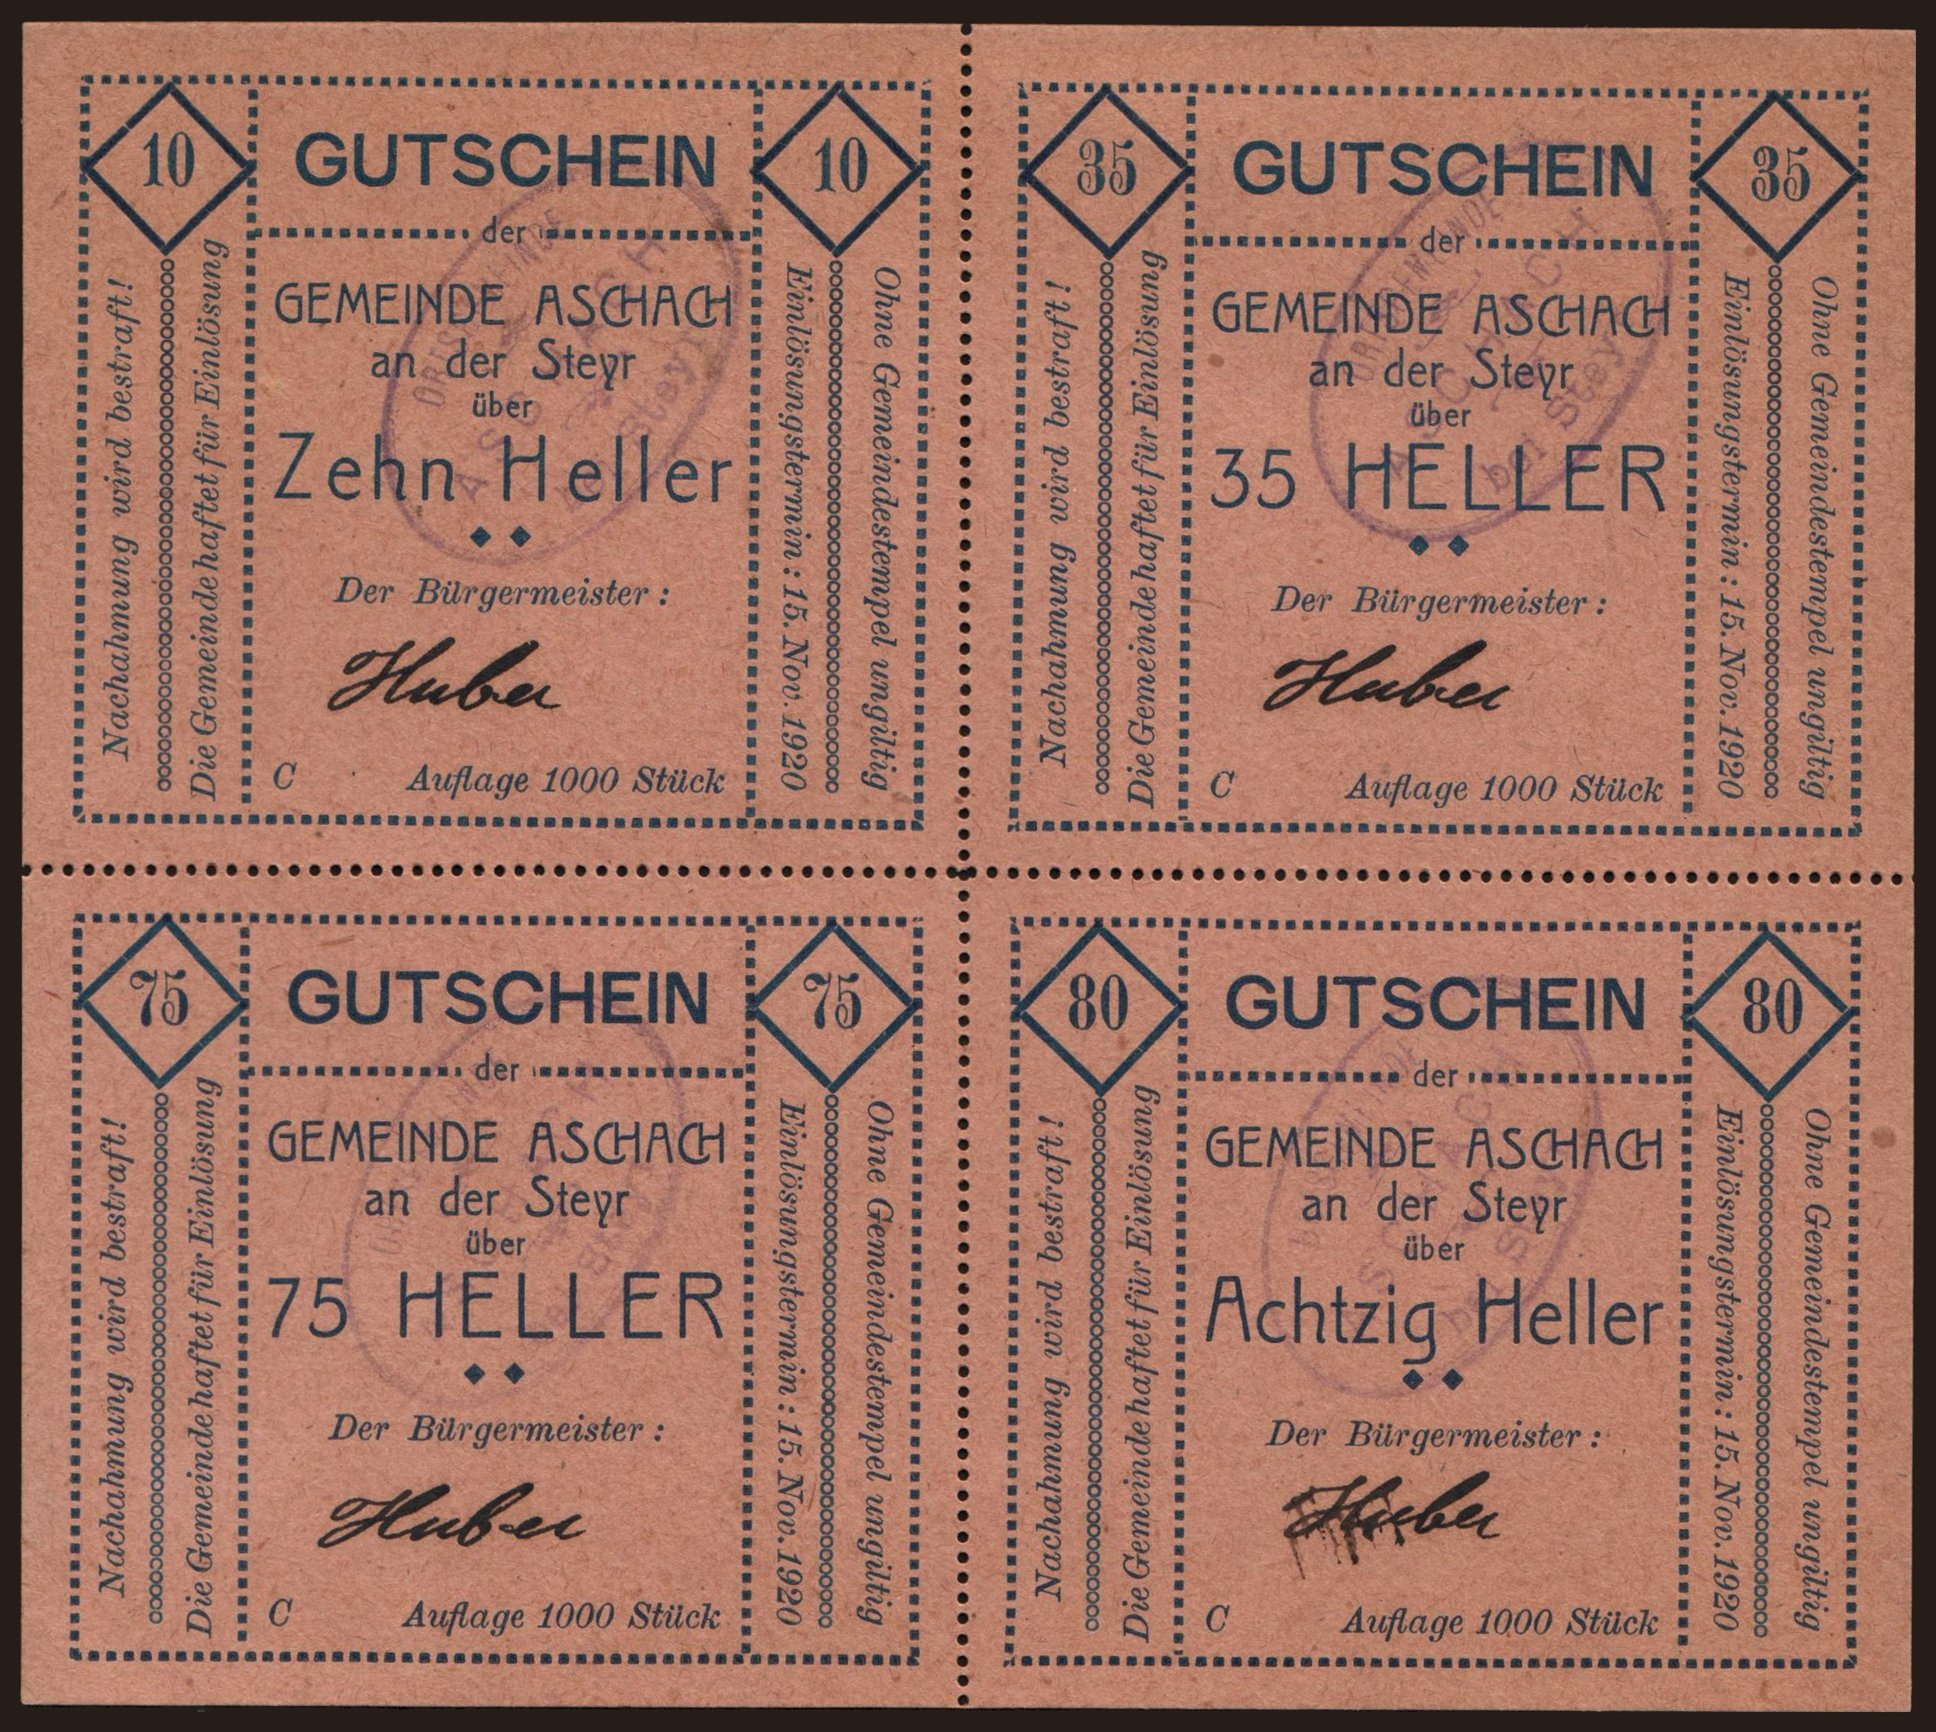 10
GUTSCHEIN
10
der
GEMEINDE ASCHACH
an der Steyr
über
Zehn Heller
Der Bürgermeister :
Huber
C Auflage 1000 Stück
Nachahmung wird bestraft!
Die Gemeinde haftet für Einlösung
Einlösungstermin : 15. Nov. 1920
Ohne Gemeindestempel ungiltig
ASCHACH
Steyr
35
GUTSCHEIN
35
der
GEMEINDE ASCHACH
an der Steyr
über
35 HELLER
Der Bürgermeister :
Huber
C Auflage 1000 Stück
Nachahmung wird bestraft!
Die Gemeinde haftet für Einlösung
Einlösungstermin : 15. Nov. 1920
Ohne Gemeindestempel ungiltig
ASCHACH
bei Steyr
75
GUTSCHEIN
75
der
GEMEINDE ASCHACH
an der Steyr
über
75 HELLER
Der Bürgermeister :
Huber
C Auflage 1000 Stück
Nachahmung wird bestraft!
Die Gemeinde haftet für Einlösung
Einlösungstermin : 15. Nov. 1920
Ohne Gemeindestempel ungiltig
80
GUTSCHEIN
80
der
GEMEINDE ASCHACH
an der Steyr
über
Achtzig Heller
Der Bürgermeister :
Huber
C Auflage 1000 Stück
Nachahmung wird bestraft!
Die Gemeinde haftet für Einlösung
Einlösungstermin : 15. Nov. 1920
Ohne Gemeindestempel ungiltig